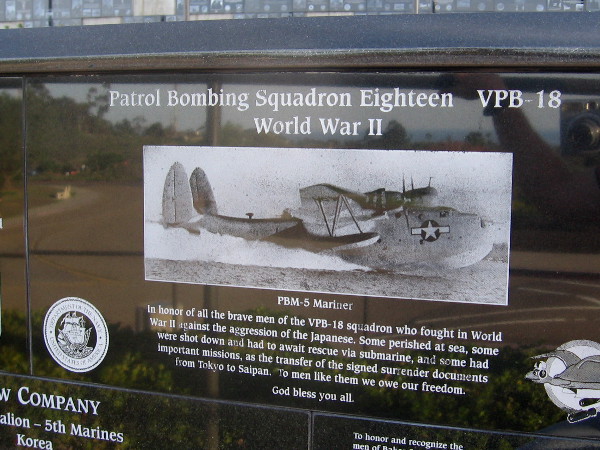 Patrol Bombing Squadron Eighteen VPB-18
World War II
PBM-5 Mariner
In honor of all the brave men of the VPB-18 squadron who fought in World
War II against the aggression of the Japanese. Some perished at sea, some
were shot down and had to await rescue via submarine, and some had
important missions, as the transfer of the signed surrender documents
from Tokyo to Saipan. To men like them we owe our freedom.
God bless you all.
W COMPANY
alion – 5th Marines
Korea
To honor and recognize the
men of